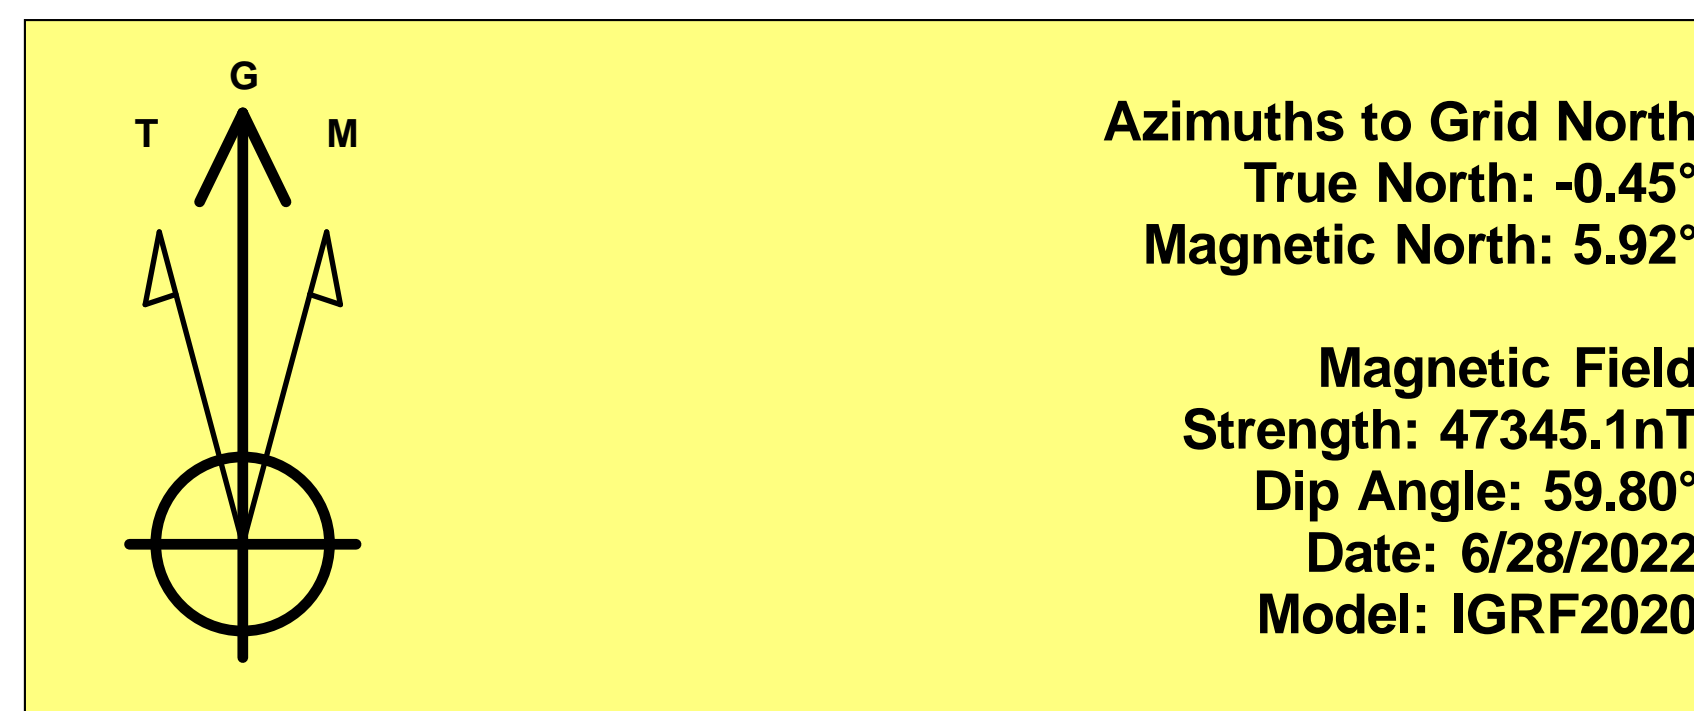 G
T M
Azimuths to Grid North
True North: -0.45°
Magnetic North: 5.92°
Magnetic Field
Strength: 47345.1nT
Dip Angle: 59.80°
Date: 6/28/2022
Model: IGRF2020